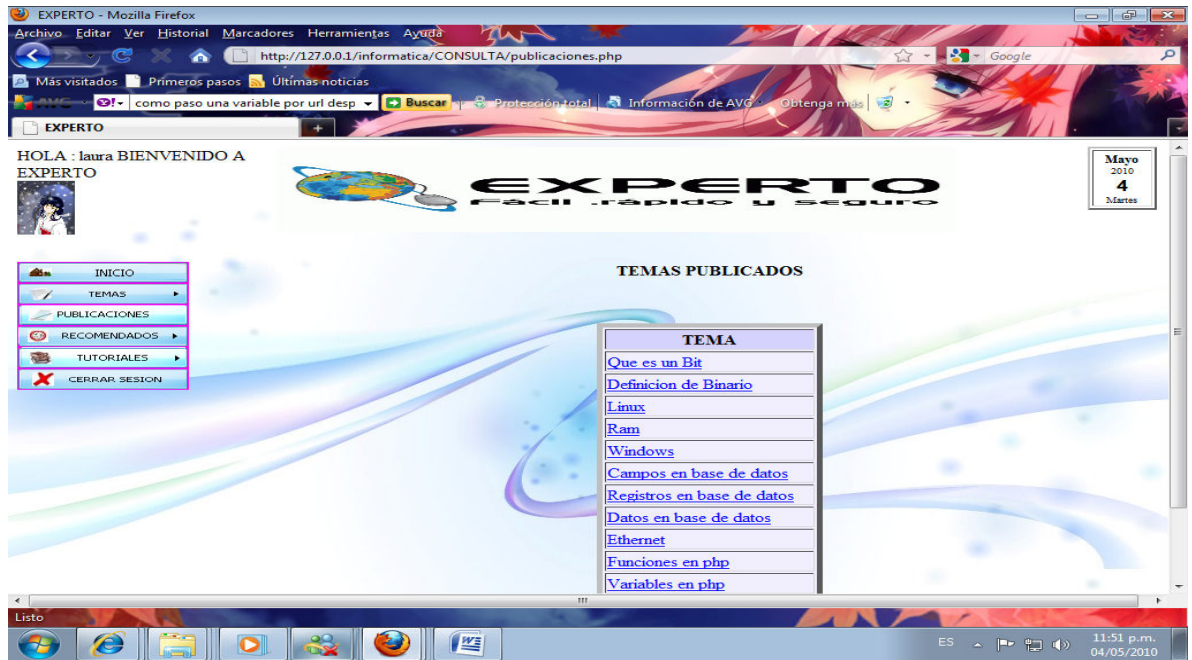 EXPERTO - Mozilla Firefox
Archivo Editar Ver Historial Marcadores Herramientas Ayuda
http://127.0.0.1/informatica/CONSULTA/publicaciones.php
Google
Más visitados Primeros pasos Últimas noticias
AVG como paso una variable por url desp Buscar Protección total Información de AVG Obtenga más
EXPERTO
HOLA : laura BIENVENIDO A
EXPERTO
EXPERTO
Fácil ,rápido y seguro
Mayo
2010
4
Martes
INICIO
TEMAS
PUBLICACIONES
RECOMENDADOS
TUTORIALES
CERRAR SESION
TEMAS PUBLICADOS
TEMA
Que es un Bit
Definicion de Binario
Linux
Ram
Windows
Campos en base de datos
Registros en base de datos
Datos en base de datos
Ethernet
Funciones en php
Variables en php
Listo
ES
11:51 p.m.
04/05/2010